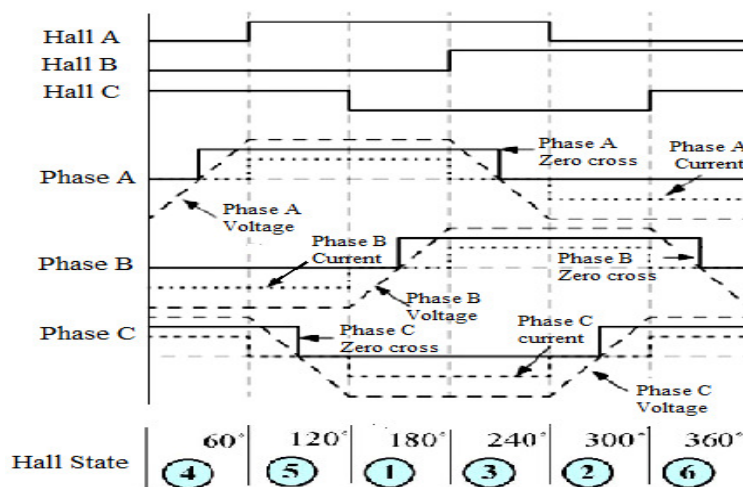 Hall A
Hall B
Hall C
Phase A
Zero cross
Phase A
Current
Phase A
Phase A
Voltage
Phase B
Current
Phase B
Phase B
Zero cross
Phase B
Voltage
Phase C
Phase C
Zero cross
Phase C
current
Phase C
Voltage
60° 120° 180° 240° 300° 360°
Hall State 4 5 1 3 2 6